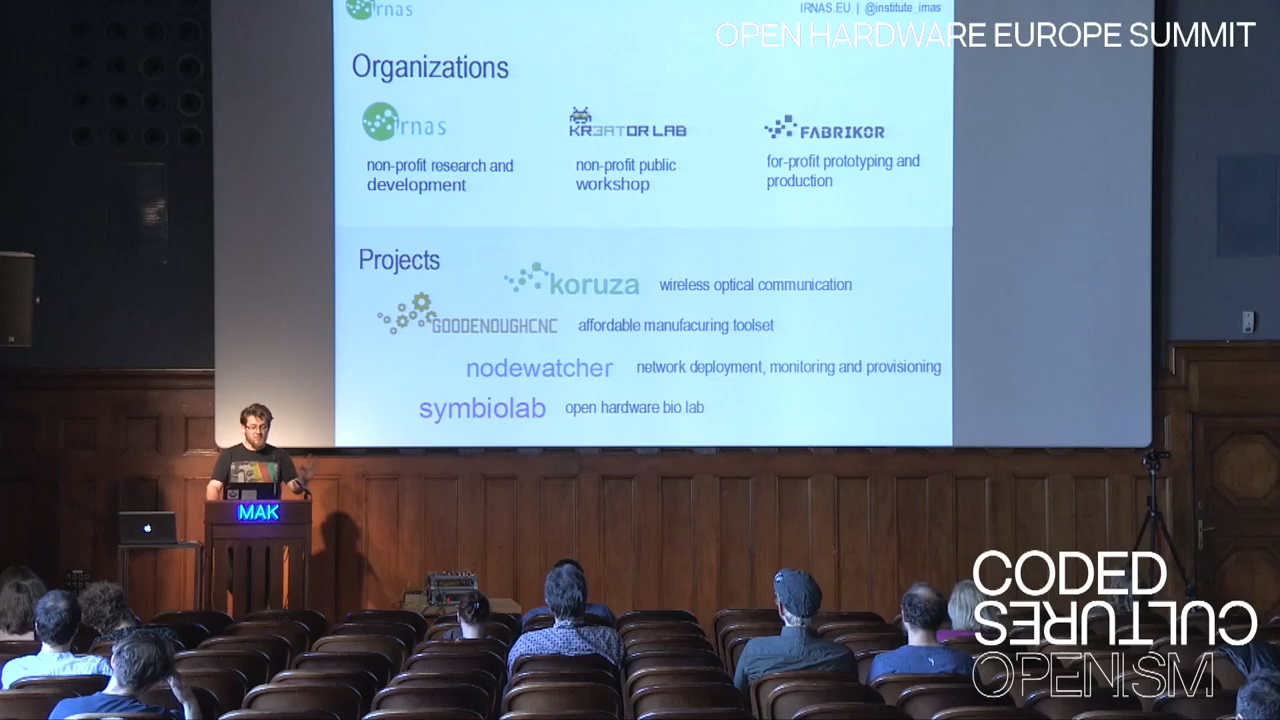 irnas
IRNAS.EU | @institute_irnas
OPEN HARDWARE EUROPE SUMMIT
Organizations
irnas
KR3ATOR LAB
FABRIKOR
non-profit research and
development
non-profit public
workshop
for-profit prototyping and
production
Projects
koruza
wireless optical communication
GOODENOUGHCNC
affordable manufacuring toolset
nodewatcher
network deployment, monitoring and provisioning
symbiolab
open hardware bio lab
MAK
CODED
CULTURES
OPENISM